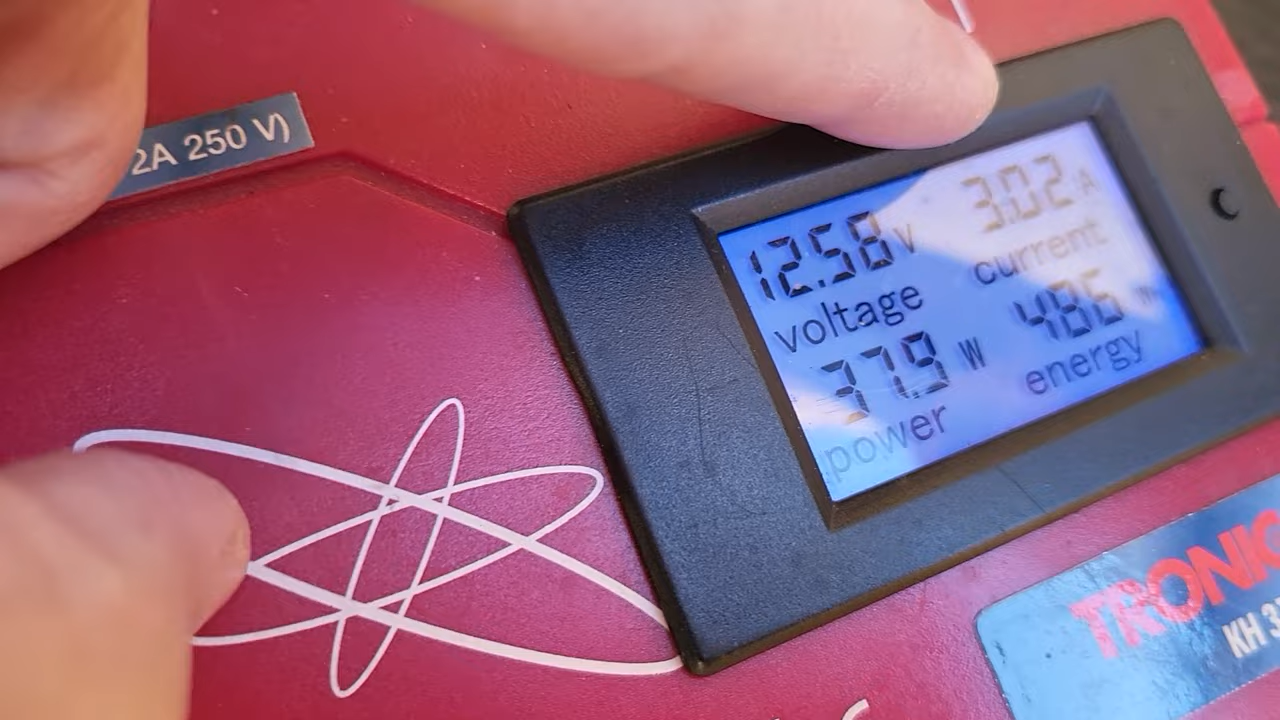 2A 250 V)
12.58 V
voltage
3.02 A
current
37.9 W
power
486
energy
TRONIC
KH 3